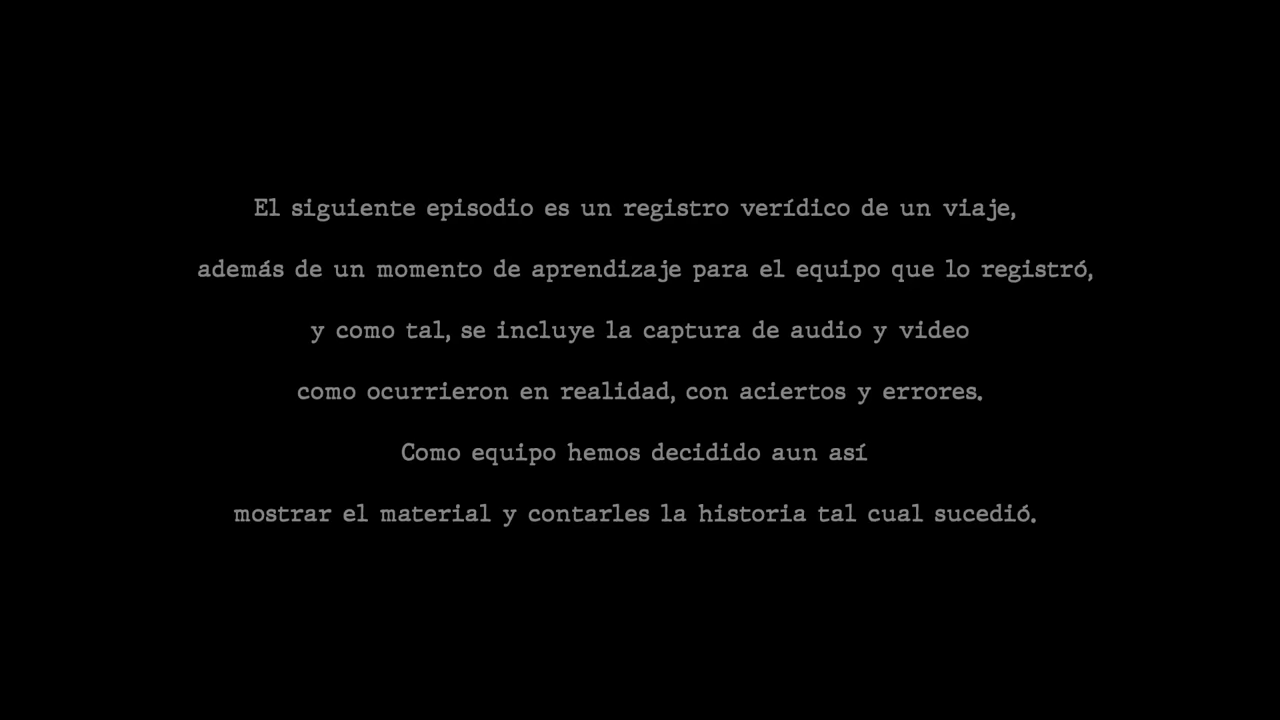 El siguiente episodio es un registro verídico de un viaje,
además de un momento de aprendizaje para el equipo que lo registró,
y como tal, se incluye la captura de audio y video
como ocurrieron en realidad, con aciertos y errores.
Como equipo hemos decidido aun así
mostrar el material y contarles la historia tal cual sucedió.